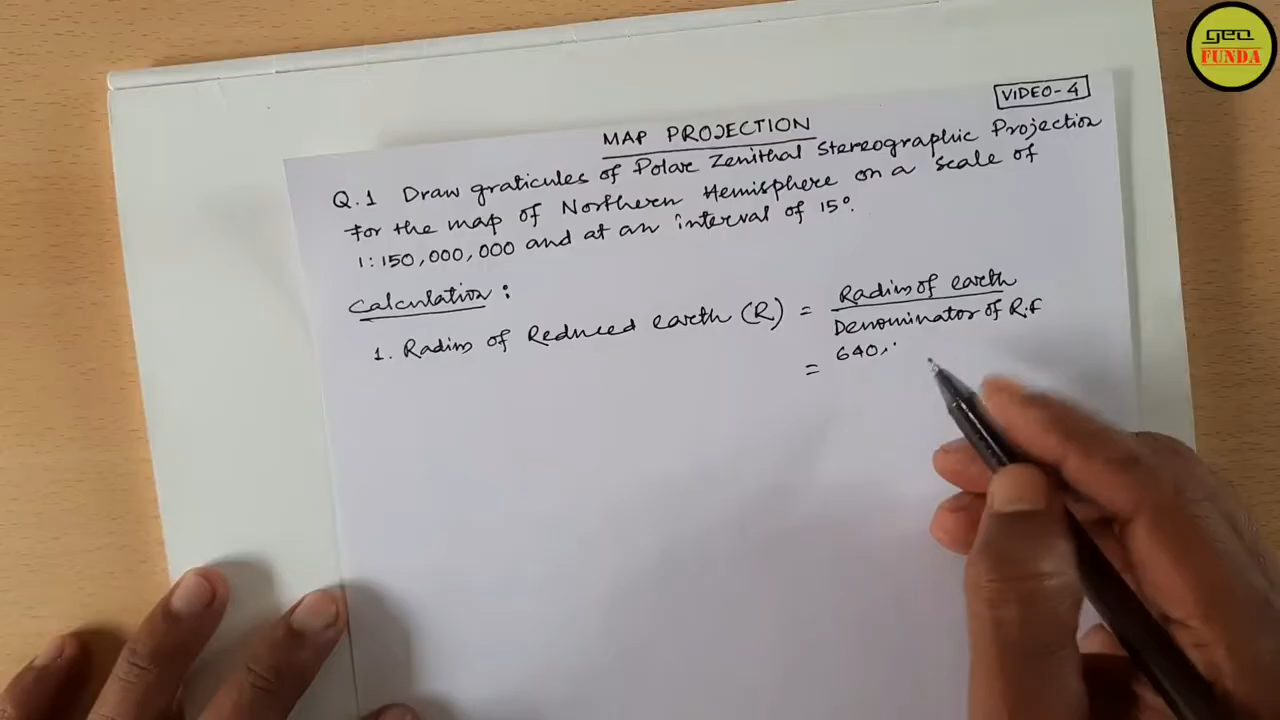 geo
FUNDA
VIDEO-4
MAP PROJECTION
Q.1 Draw graticules of Polar Zenithal Stereographic Projection
for the map of Northern Hemisphere on a scale of
1:150,000,000 and at an interval of 15°.
Calculation:
1. Radius of Reduced earth (R) = Radius of earth
Denominator of R.F
= 640,